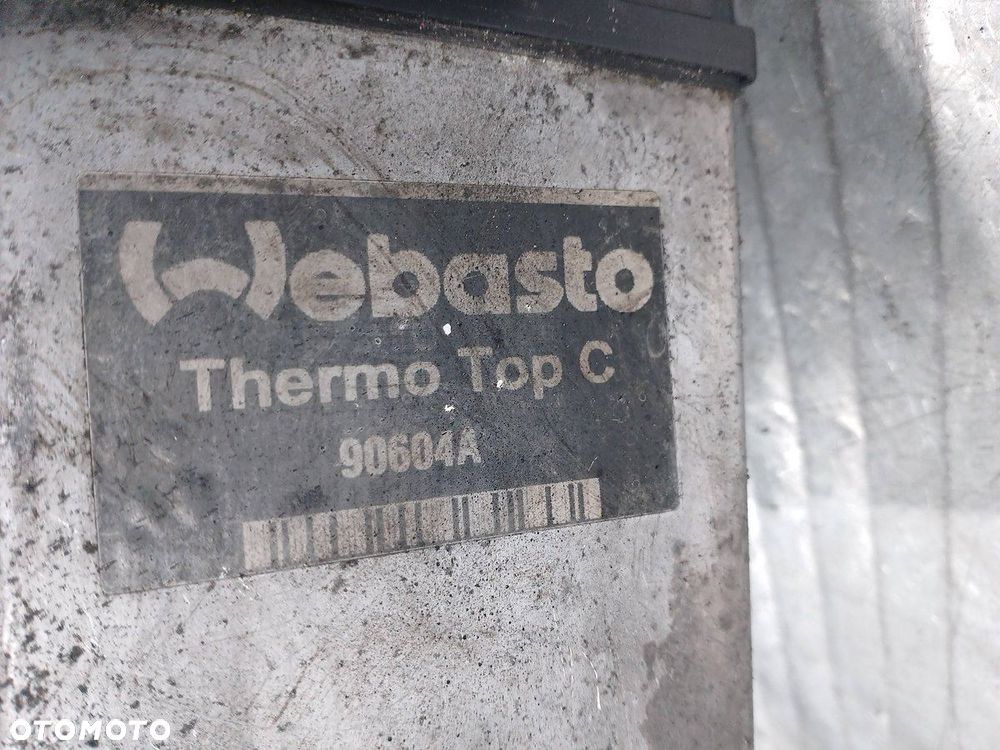 Webasto
Thermo Top C
90604A
OTOMOTO